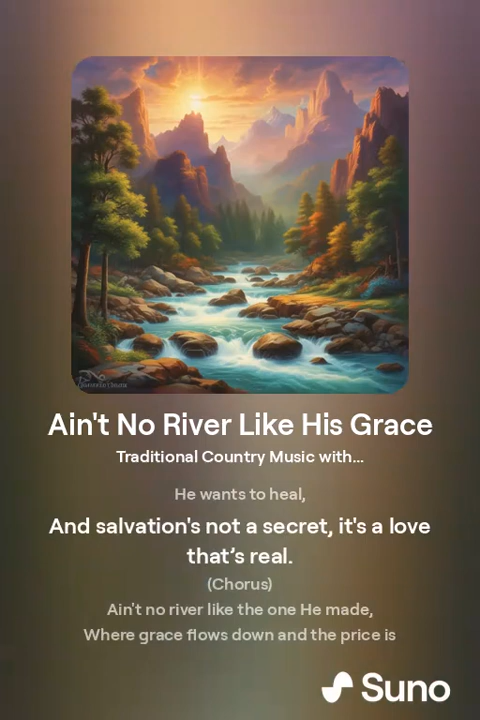 Ain't No River Like His Grace
Traditional Country Music with...
He wants to heal,
And salvation's not a secret, it's a love
that’s real.
(Chorus)
Ain't no river like the one He made,
Where grace flows down and the price is
Suno